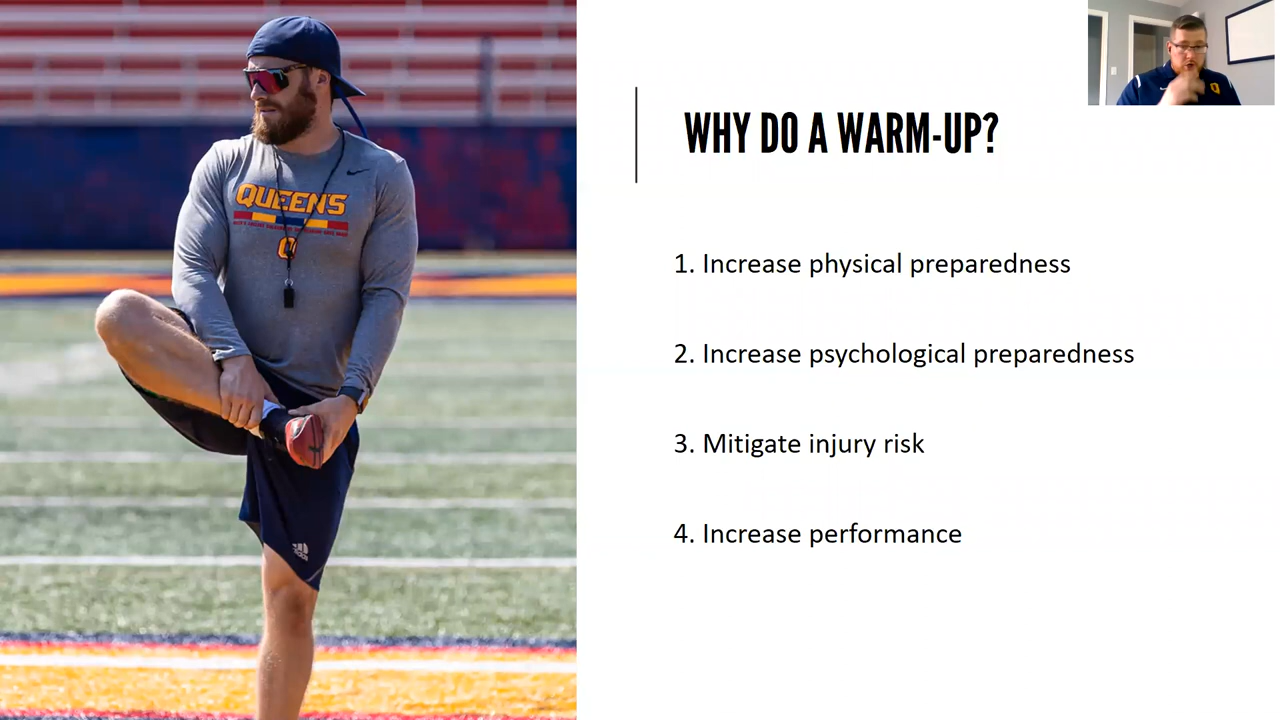 WHY DO A WARM-UP?
1. Increase physical preparedness
2. Increase psychological preparedness
3. Mitigate injury risk
4. Increase performance
QUEEN'S
Q